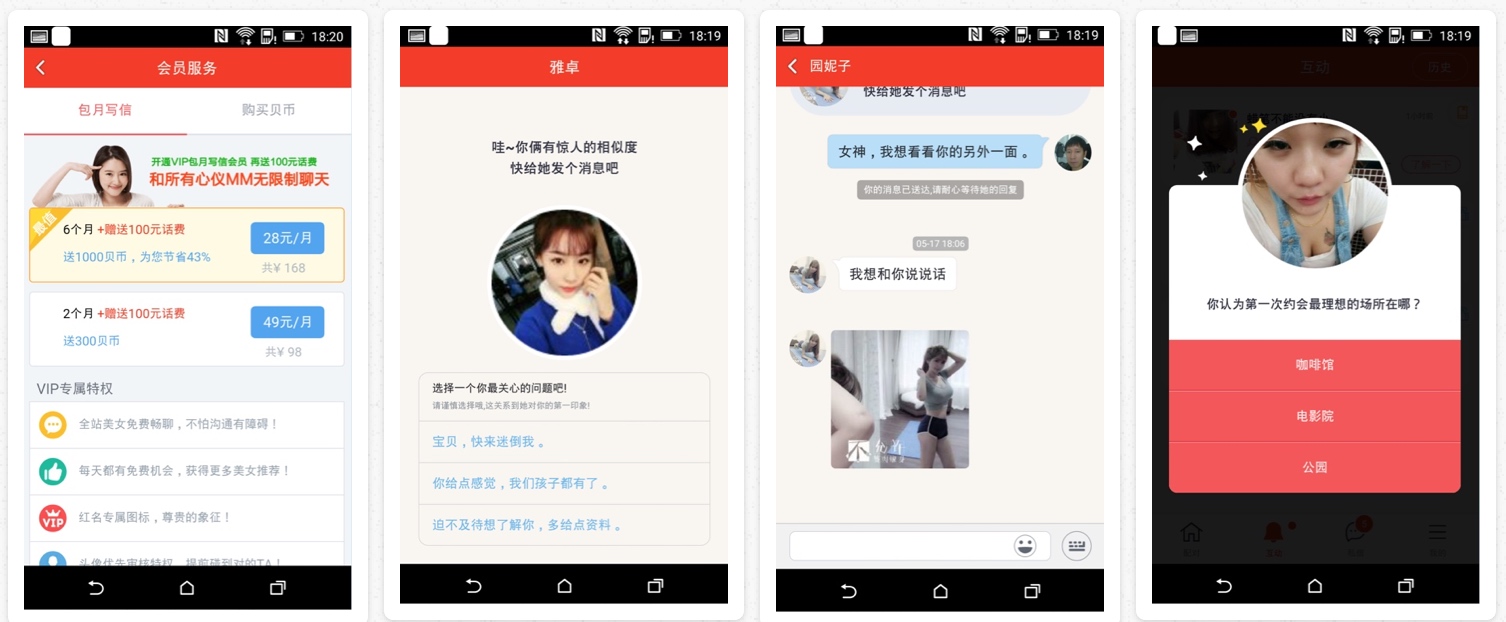 18:20
会员服务
包月写信
购买贝币
开通VIP包月写信会员 再送100元话费
和所有心仪MM无限制聊天
最值
6个月 +赠送100元话费
28元/月
送1000贝币，为您节省43%
共¥ 168
2个月 +赠送100元话费
49元/月
送300贝币
共¥ 98
VIP专属特权
全站美女免费畅聊，不怕沟通有障碍！
每天都有免费机会，获得更多美女推荐！
VIP
红名专属图标，尊贵的象征！
头像优先审核特权，提前碰到对的TA！
18:19
雅卓
哇~你俩有惊人的相似度
快给她发个消息吧
选择一个你最关心的问题吧!
请谨慎选择哦,这关系到她对你的第一印象!
宝贝，快来迷倒我 。
你给点感觉，我们孩子都有了 。
迫不及待想了解你，多给点资料 。
18:19
园妮子
快给她发个消息吧
女神，我想看看你的另外一面 。
你的消息已送达,请耐心等待她的回复
05-17 18:06
我想和你说说话
18:19
互动
历史
你认为第一次约会最理想的场所在哪？
咖啡馆
电影院
公园